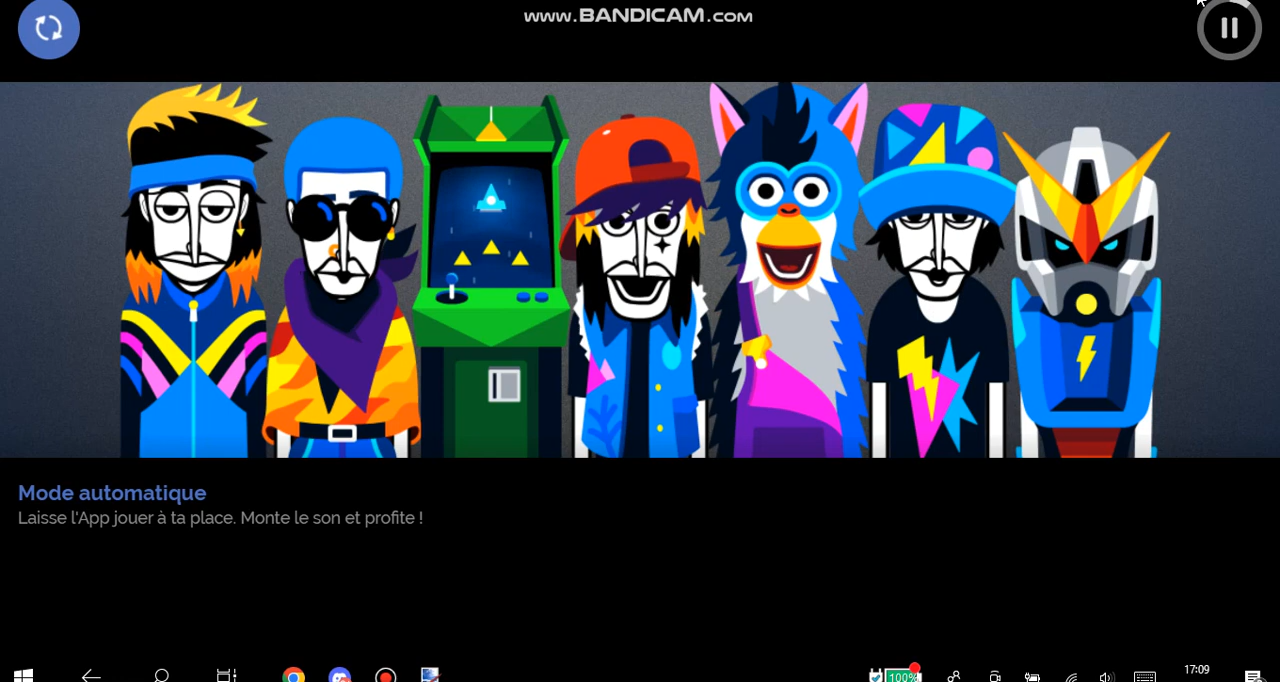 www.BANDICAM.com
Mode automatique
Laisse l'App jouer à ta place. Monte le son et profite !
100%
17:09